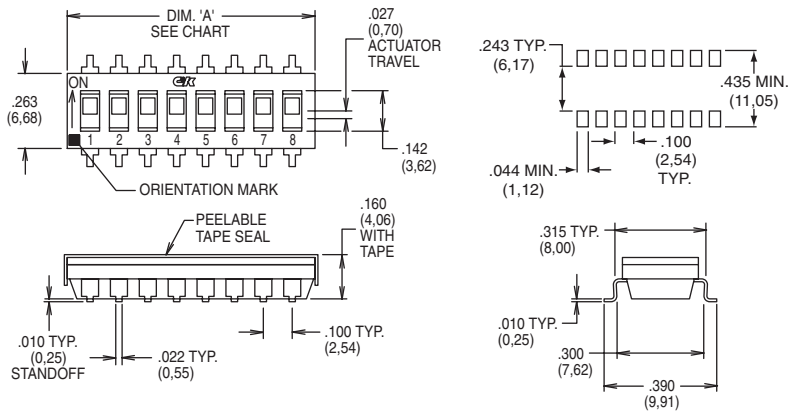 DIM. 'A'
SEE CHART
.027
(0,70)
ACTUATOR
TRAVEL
ON
C&K
.263
(6,68)
1 2 3 4 5 6 7 8
.142
(3,62)
ORIENTATION MARK
.243 TYP.
(6,17)
.435 MIN.
(11,05)
.100
(2,54)
TYP.
.044 MIN.
(1,12)
PEELABLE
TAPE SEAL
.160
(4,06)
WITH
TAPE
.010 TYP.
(0,25)
STANDOFF
.022 TYP.
(0,55)
.100 TYP.
(2,54)
.315 TYP.
(8,00)
.010 TYP.
(0,25)
.300
(7,62)
.390
(9,91)